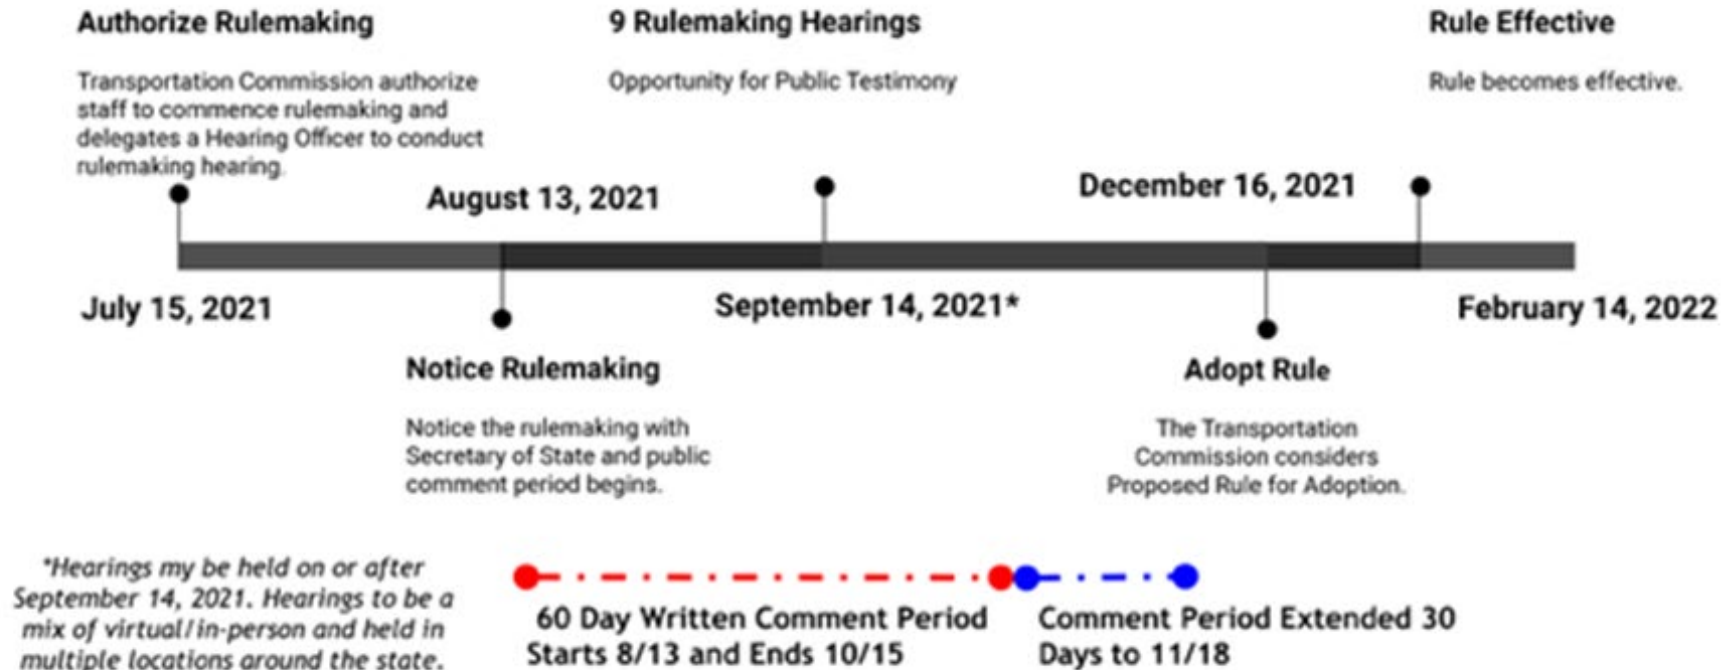 Authorize Rulemaking
Transportation Commission authorize
staff to commence rulemaking and
delegates a Hearing Officer to conduct
rulemaking hearing.
9 Rulemaking Hearings
Opportunity for Public Testimony
Rule Effective
Rule becomes effective.
August 13, 2021
December 16, 2021
July 15, 2021
September 14, 2021*
February 14, 2022
Notice Rulemaking
Notice the rulemaking with
Secretary of State and public
comment period begins.
Adopt Rule
The Transportation
Commission considers
Proposed Rule for Adoption.
*Hearings my be held on or after
September 14, 2021. Hearings to be a
mix of virtual/in-person and held in
multiple locations around the state.
60 Day Written Comment Period
Starts 8/13 and Ends 10/15
Comment Period Extended 30
Days to 11/18